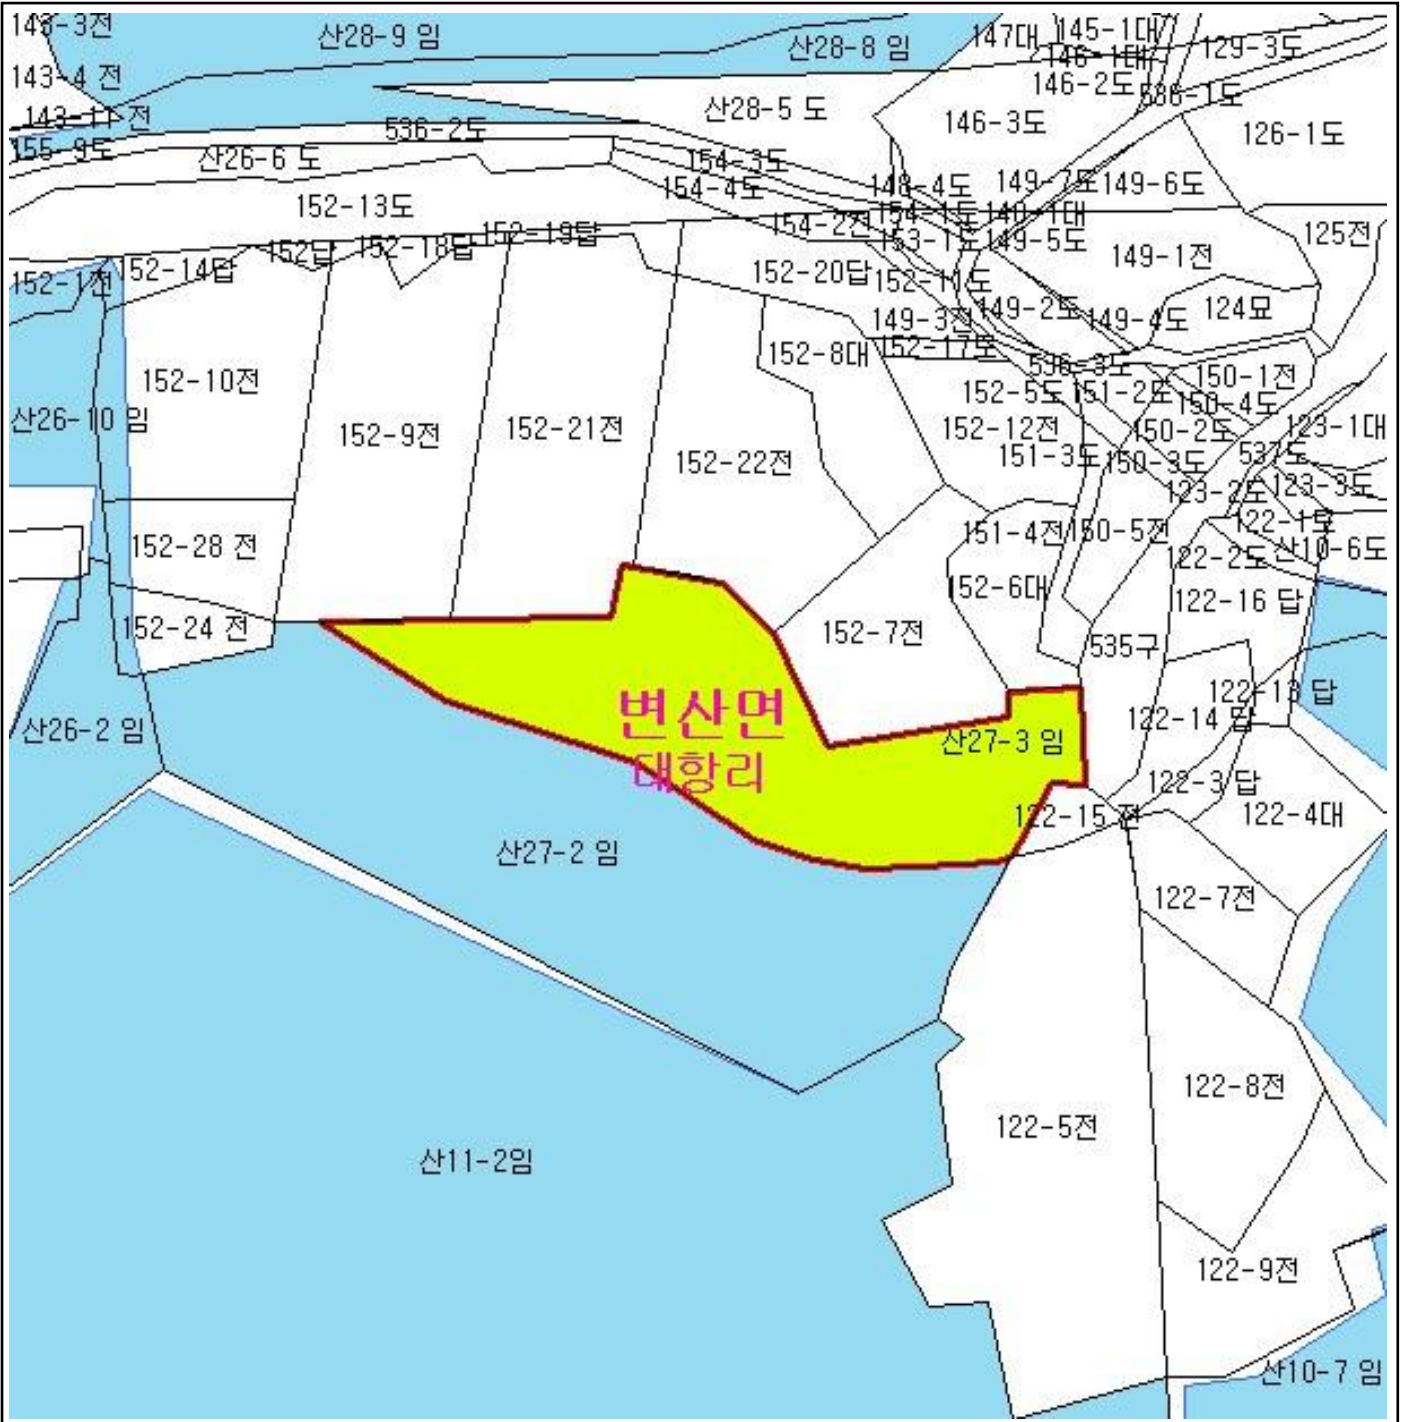 143-3전
산28-9 임
산28-8 임
147대
145-1대
129-3도
146-1대
143-4 전
146-2도
536-1도
산28-5 도
143-11 전
146-3도
126-1도
536-2도
155-9도
산26-6 도
154-3도
154-4도
148-4도
149-7도
149-6도
152-13도
154-1도
154-2전
153-1도
149-5도
125전
152-19답
152답
152-18답
149-1전
152-14답
152-1전
152-20답
152-11도
149-2도
149-4도
124묘
149-3전
152-17도
152-8대
536-3도
150-1전
152-10전
152-5도
151-2도
150-4도
산26-10 임
152-9전
152-21전
152-12전
150-2도
123-1대
152-22전
151-3도
150-3도
537도
123-2도
123-3도
122-1도
151-4전
150-5전
152-28 전
122-2도
산10-6도
152-6대
122-16 답
152-24 전
152-7전
535구
122-13 답
변산면
122-14 답
산26-2 임
산27-3 임
대항리
122-3 답
122-15 전
122-4대
산27-2 임
122-7전
122-8전
122-5전
산11-2임
122-9전
산10-7 임